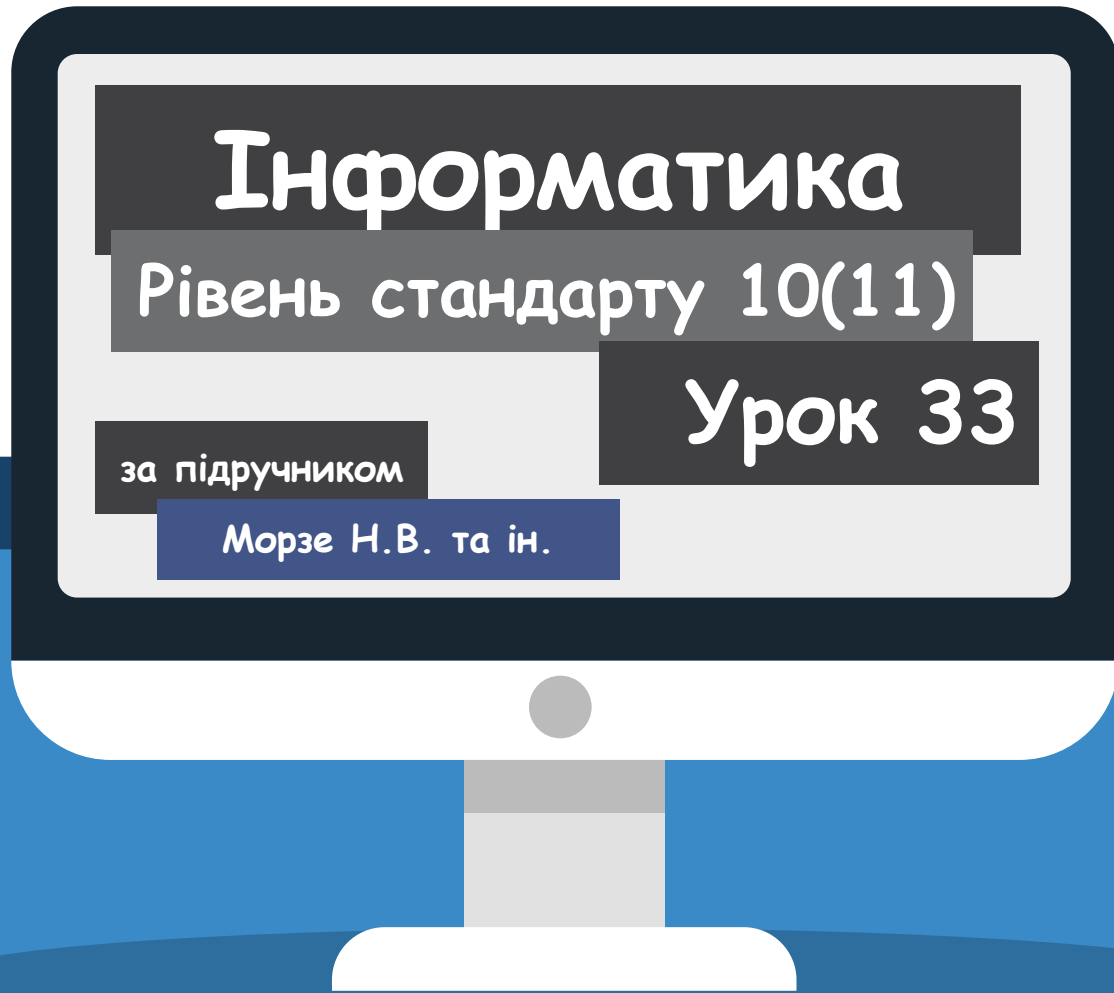 Інформатика
Рівень стандарту 10(11)
Урок 33
за підручником
Морзе Н.В. та ін.